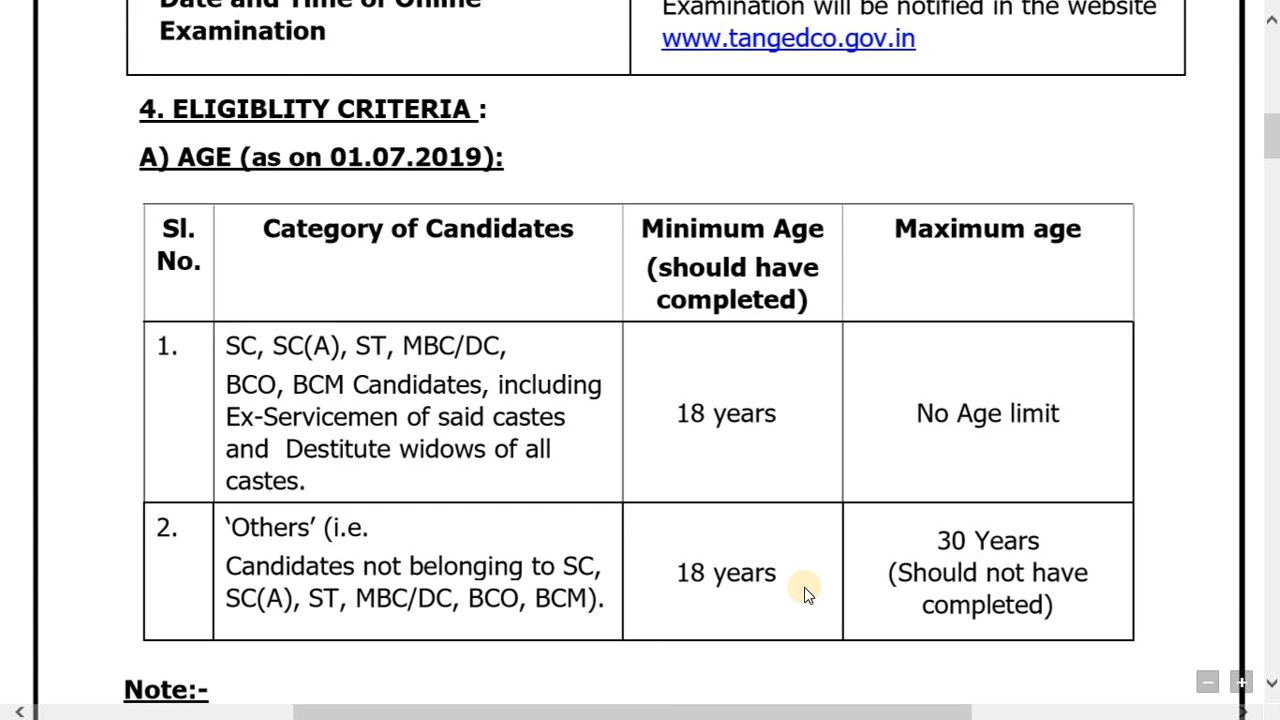 Date and Time of Online
Examination
Examination will be notified in the website
www.tangedco.gov.in
4. ELIGIBLITY CRITERIA :
A) AGE (as on 01.07.2019):
Sl.
No.
Category of Candidates
Minimum Age
(should have
completed)
Maximum age
1.
SC, SC(A), ST, MBC/DC,
BCO, BCM Candidates, including
Ex-Servicemen of said castes
and Destitute widows of all
castes.
18 years
No Age limit
2.
‘Others’ (i.e.
Candidates not belonging to SC,
SC(A), ST, MBC/DC, BCO, BCM).
18 years
30 Years
(Should not have
completed)
Note:-